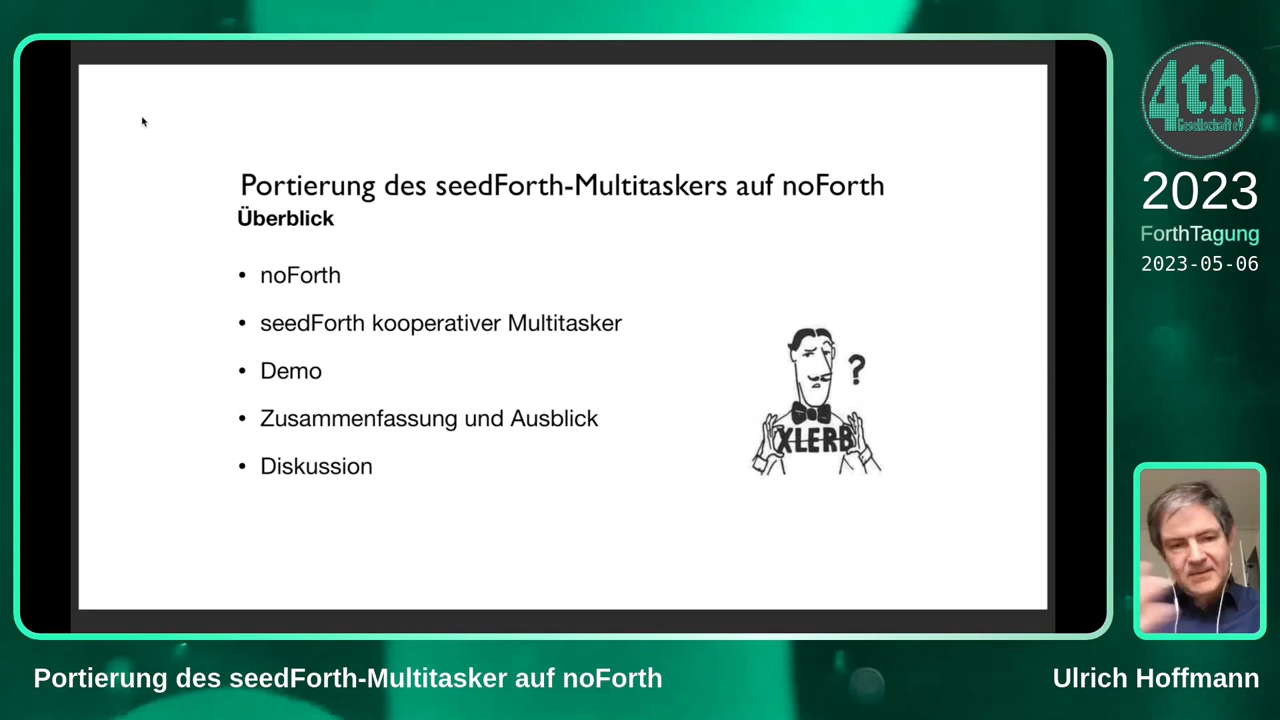 Portierung des seedForth-Multitaskers auf noForth
Überblick
• noForth
• seedForth kooperativer Multitasker
• Demo
• Zusammenfassung und Ausblick
• Diskussion
?
XLERB
4th
Gesellschaft eV
2023
ForthTagung
2023-05-06
Portierung des seedForth-Multitasker auf noForth
Ulrich Hoffmann